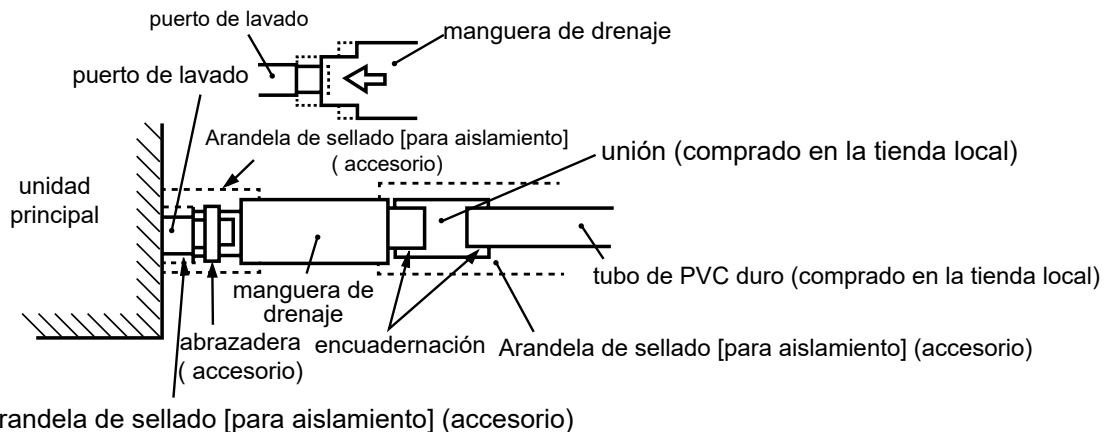 puerto de lavado
manguera de drenaje
puerto de lavado
Arandela de sellado [para aislamiento]
( accesorio)
unión (comprado en la tienda local)
unidad
principal
tubo de PVC duro (comprado en la tienda local)
manguera de
drenaje
abrazadera
( accesorio)
encuadernación
Arandela de sellado [para aislamiento] (accesorio)
randela de sellado [para aislamiento] (accesorio)